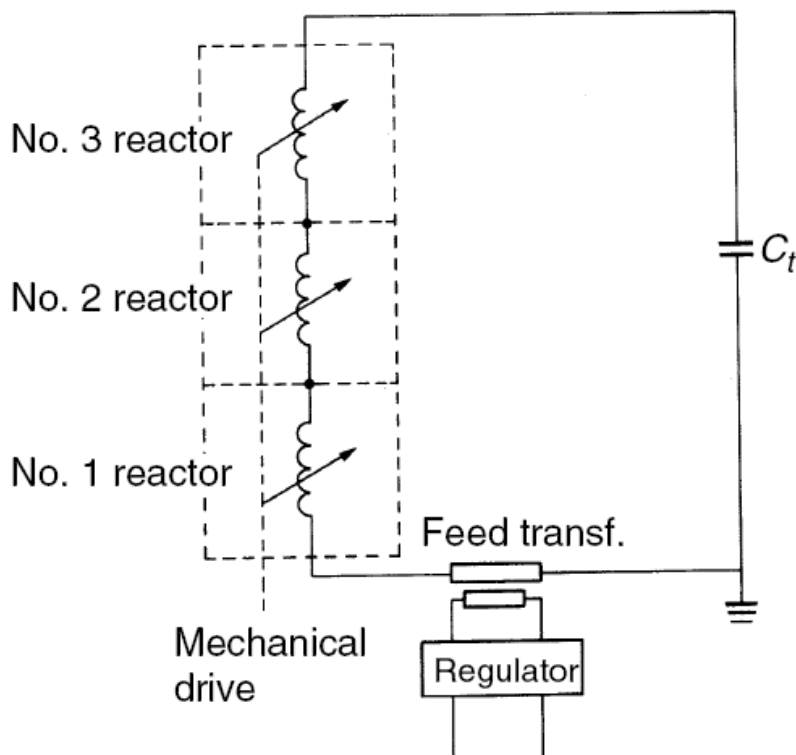 No. 3 reactor
C_t
No. 2 reactor
No. 1 reactor
Feed transf.
Mechanical
drive
Regulator